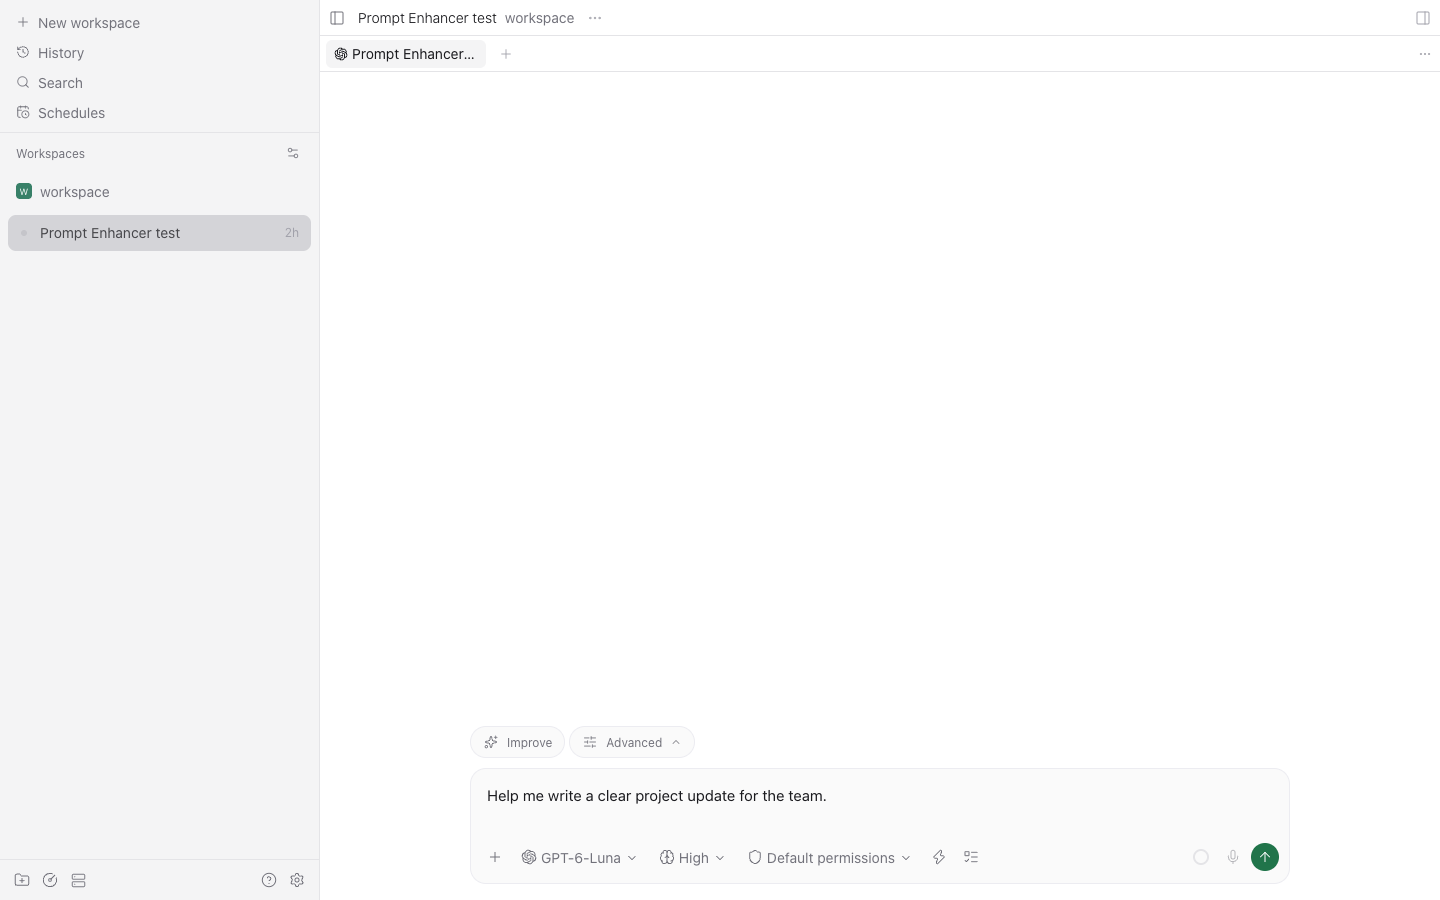 New workspace
History
Search
Schedules
Workspaces
W workspace
Prompt Enhancer test 2h
Prompt Enhancer test workspace
Prompt Enhancer...
Improve
Advanced
Help me write a clear project update for the team.
GPT-6-Luna High Default permissions